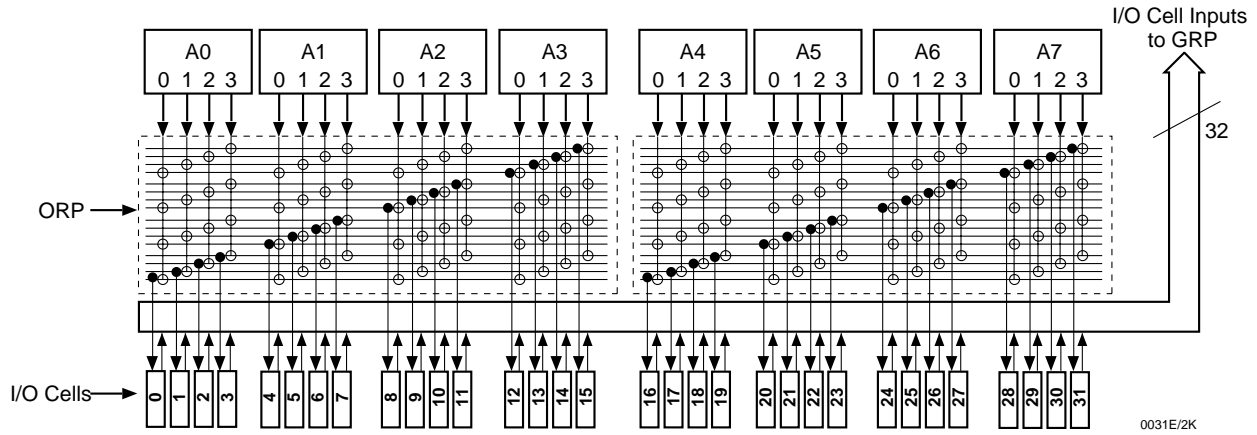 I/O Cell Inputs
to GRP
A0 A1 A2 A3 A4 A5 A6 A7
0 1 2 3 0 1 2 3 0 1 2 3 0 1 2 3 0 1 2 3 0 1 2 3 0 1 2 3 0 1 2 3
32
ORP
I/O Cells
0 1 2 3 4 5 6 7 8 9 10 11 12 13 14 15 16 17 18 19 20 21 22 23 24 25 26 27 28 29 30 31
0031E/2K